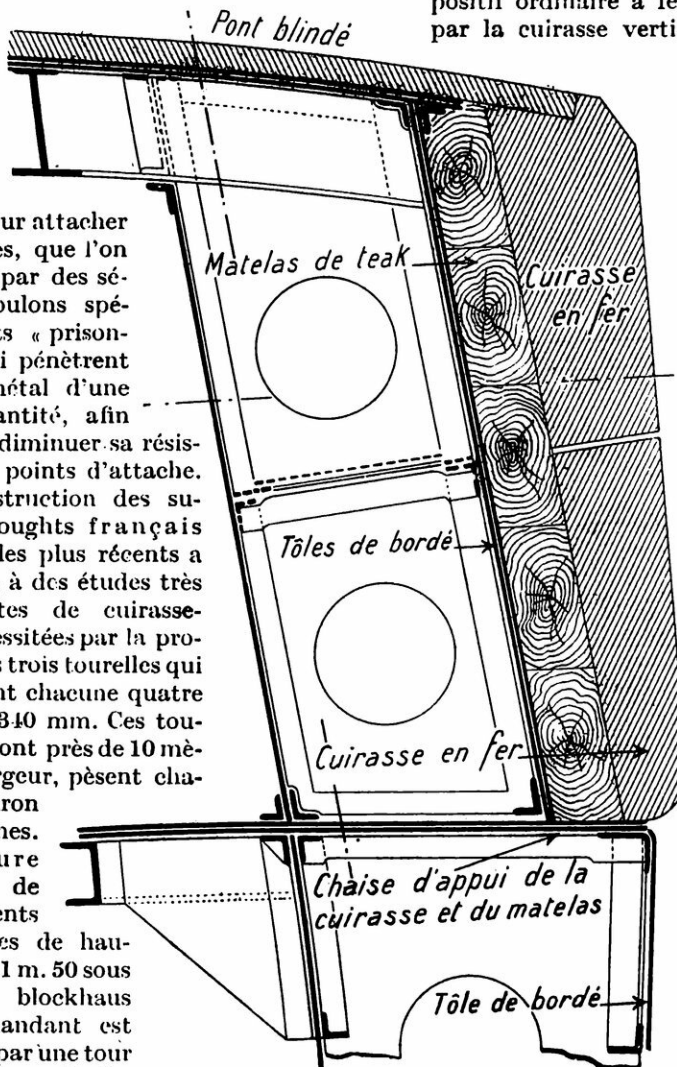 positif ordinaire à
par la cuirasse verti
Pont blindé
ur attacher
es, que l'on
par des sé-
oulons spé-
ts « prison-
i pénètrent
étal d'une
antité, afin
diminuer sa résis-
points d'attache.
struction des su-
oughts français
les plus récents a
à des études très
tes de cuirasse-
essitées par la pro-
s trois tourelles qui
nt chacune quatre
340 mm. Ces tou-
ont près de 10 mè-
rgeur, pèsent cha-
ron
nes.
ure
de
ents
es de hau-
1 m. 50 sous
blockhaus
andant est
par une tour
Matelas de teak
Cuirasse
en fer
Tôles de bordé
Cuirasse en fer
Chaise d'appui de la
cuirasse et du matelas
Tôle de bordé